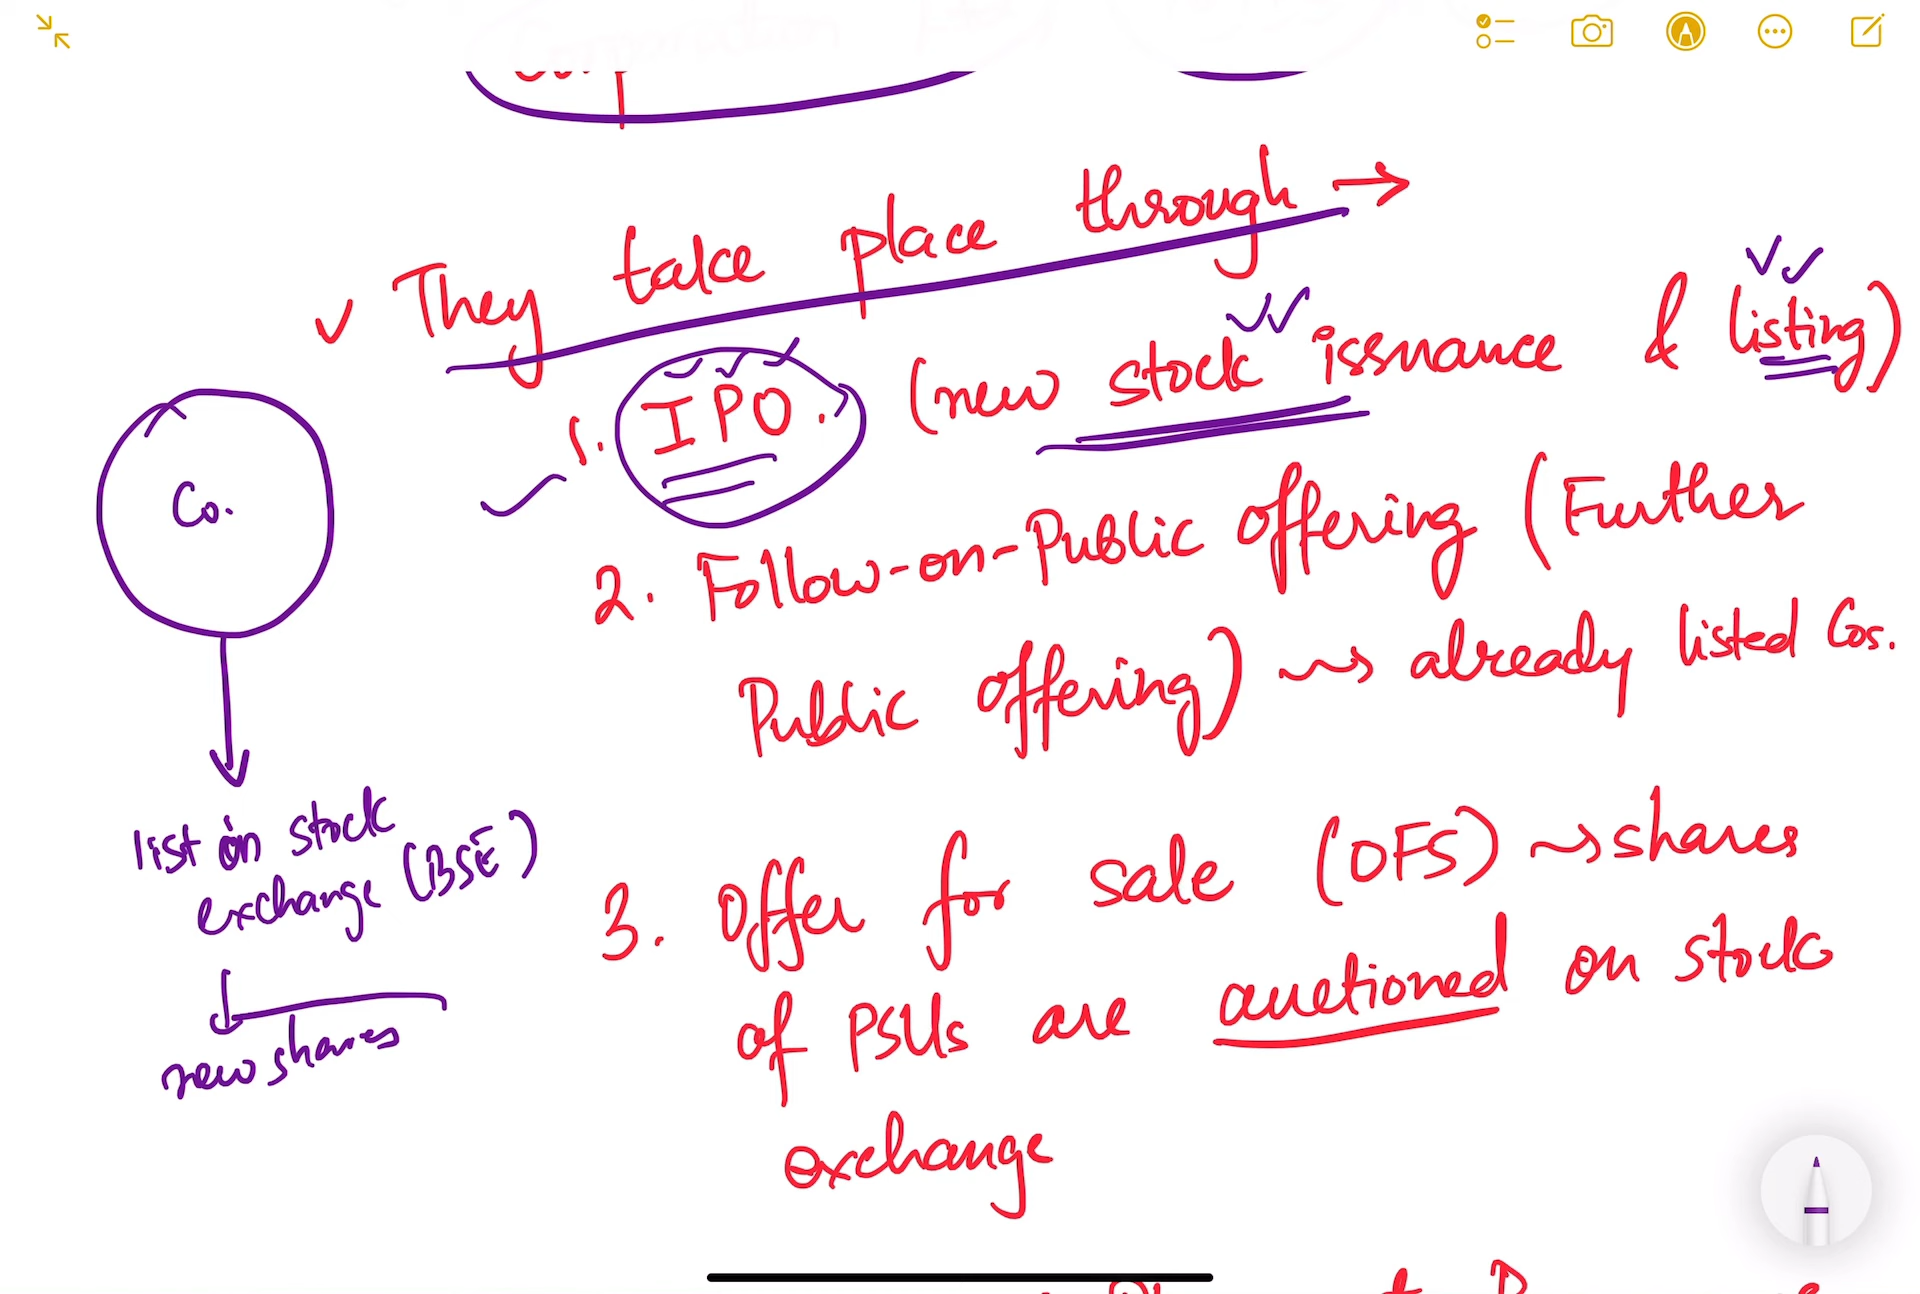 They take place through →
1. IPO. (new stock issuance & listing)
2. Follow-on-Public Offering (Further
Public Offering) → already listed Cos.
3. Offer for sale (OFS) → shares
of PSUs are auctioned on stock
exchange
Co.
list on stock
exchange (BSE)
new shares